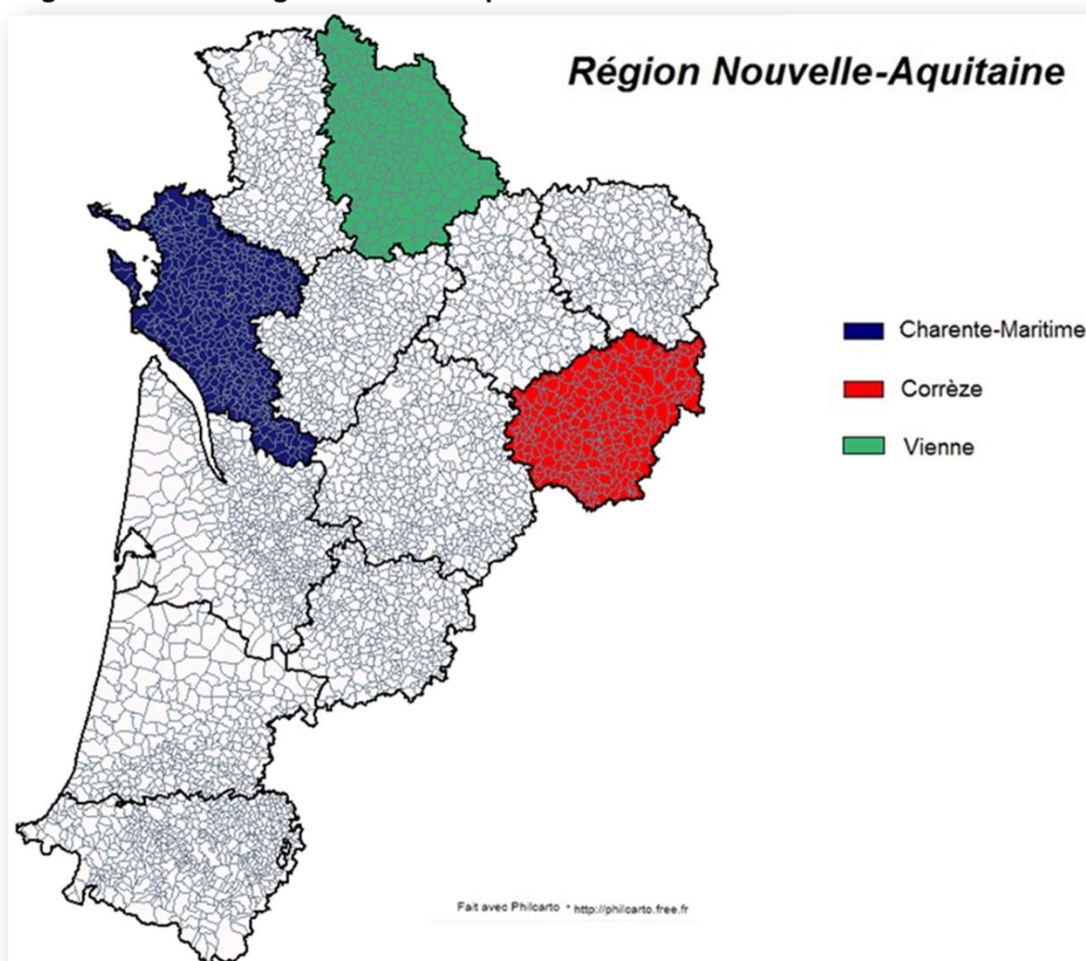 Région Nouvelle-Aquitaine
Charente-Maritime
Corrèze
Vienne
Fait avec Philcarto * http://philcarto.free.fr